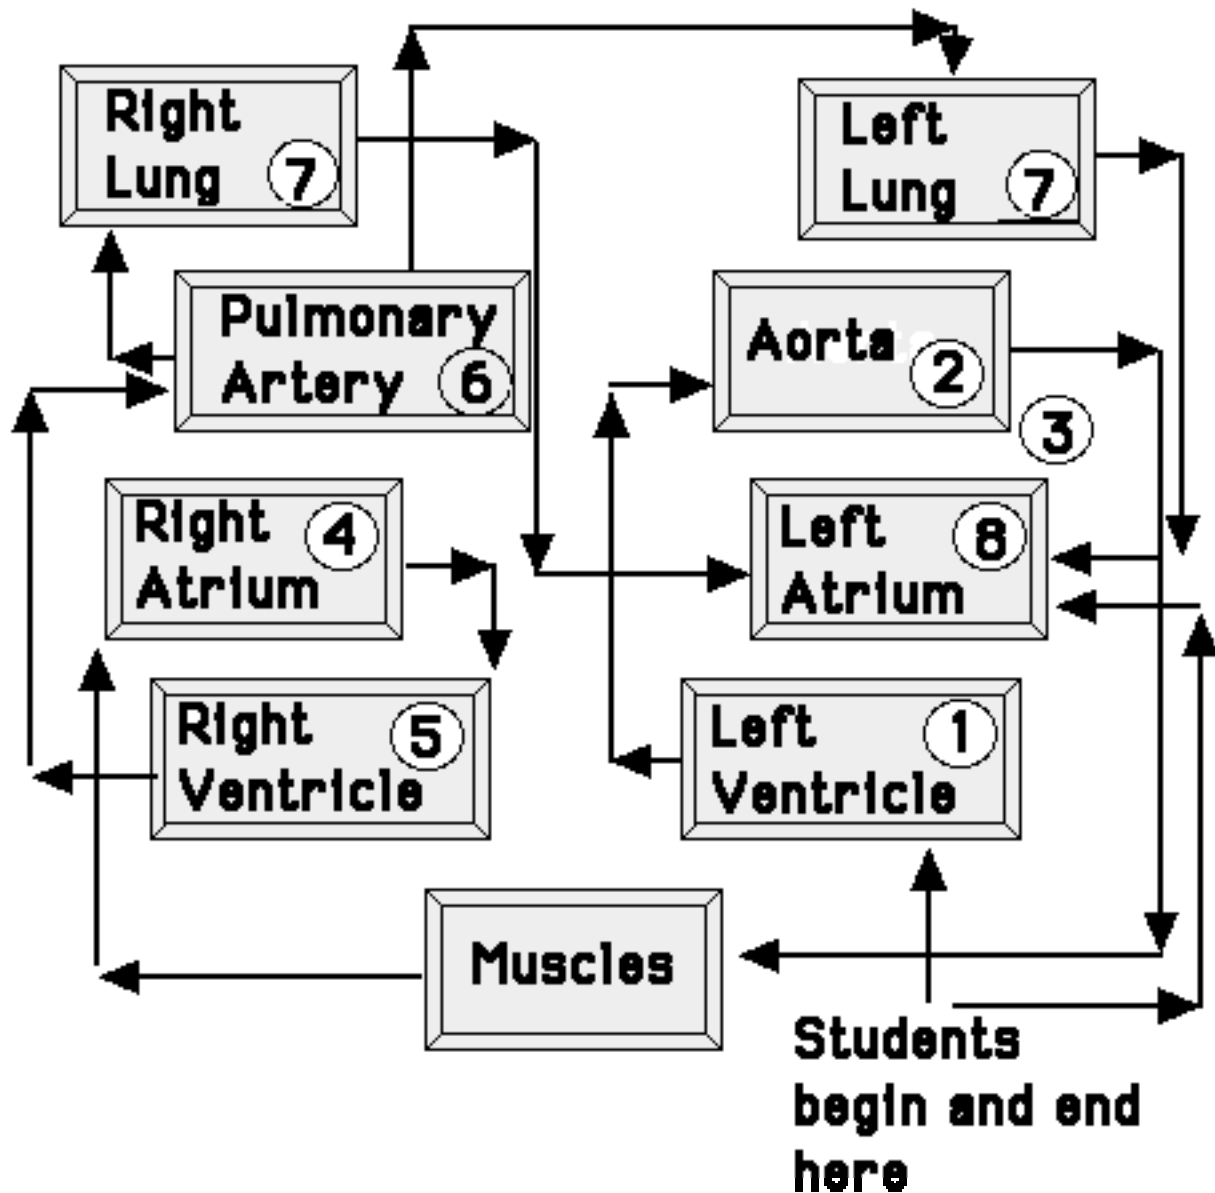 Right
Lung 7
Left
Lung 7
Pulmonary
Artery 6
Aorta 2
3
Right 4
Atrium
Left 8
Atrium
Right 5
Ventricle
Left 1
Ventricle
Muscles
Students
begin and end
here